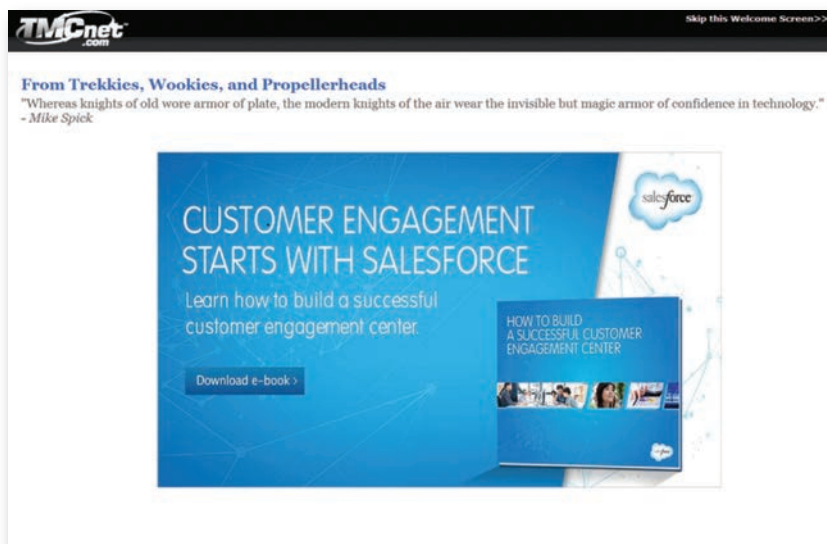 TMCnet
.com
Skip this Welcome Screen>>
From Trekkies, Wookies, and Propellerheads
"Whereas knights of old wore armor of plate, the modern knights of the air wear the invisible but magic armor of confidence in technology."
- Mike Spick
CUSTOMER ENGAGEMENT
STARTS WITH SALESFORCE
salesforce
Learn how to build a successful
customer engagement center.
Download e-book ›
HOW TO BUILD
A SUCCESSFUL CUSTOMER
ENGAGEMENT CENTER